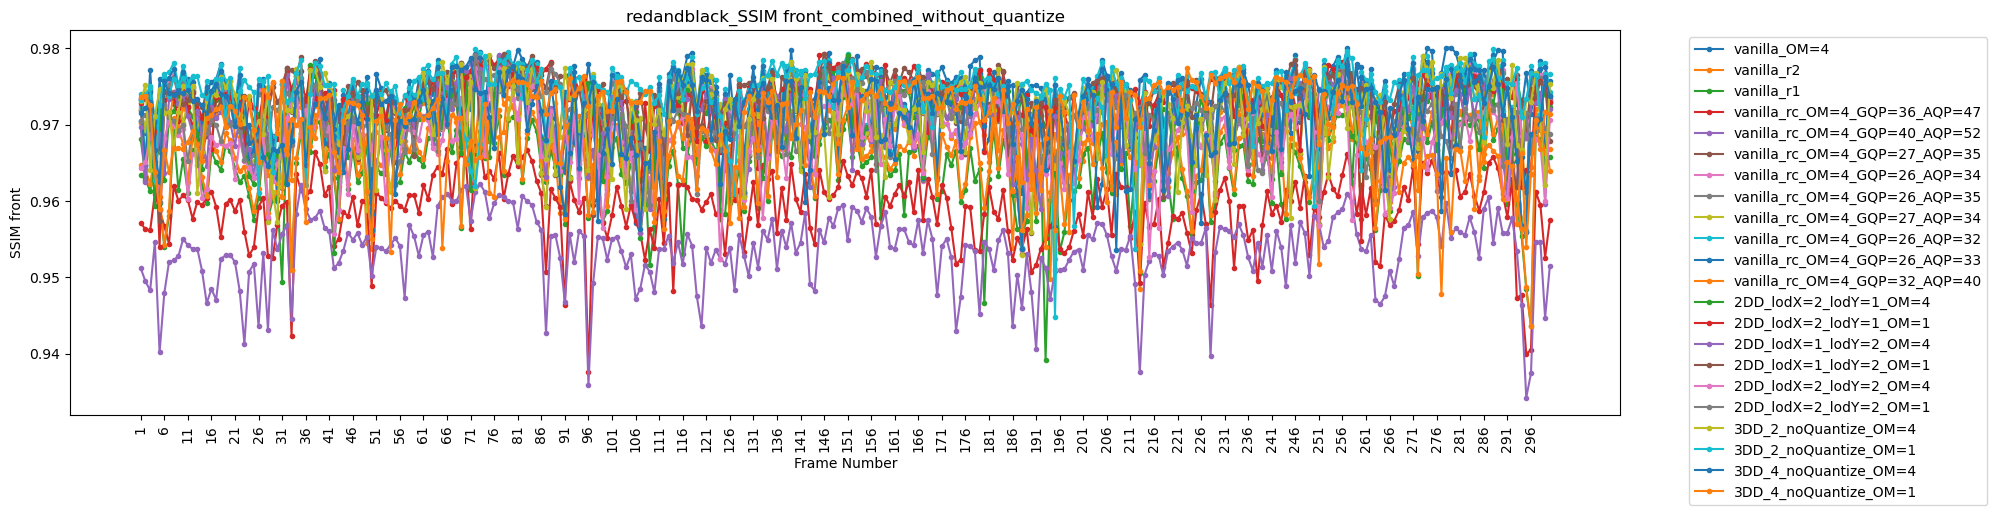 redandblack_SSIM front_combined_without_quantize
SSIM front
0.98
0.97
0.96
0.95
0.94
1 6 11 16 21 26 31 36 41 46 51 56 61 66 71 76 81 86 91 96 101 106 111 116 121 126 131 136 141 146 151 156 161 166 171 176 181 186 191 196 201 206 211 216 221 226 231 236 241 246 251 256 261 266 271 276 281 286 291 296
Frame Number
vanilla_OM=4
vanilla_r2
vanilla_r1
vanilla_rc_OM=4_GQP=36_AQP=47
vanilla_rc_OM=4_GQP=40_AQP=52
vanilla_rc_OM=4_GQP=27_AQP=35
vanilla_rc_OM=4_GQP=26_AQP=34
vanilla_rc_OM=4_GQP=26_AQP=35
vanilla_rc_OM=4_GQP=27_AQP=34
vanilla_rc_OM=4_GQP=26_AQP=32
vanilla_rc_OM=4_GQP=26_AQP=33
vanilla_rc_OM=4_GQP=32_AQP=40
2DD_lodX=2_lodY=1_OM=4
2DD_lodX=2_lodY=1_OM=1
2DD_lodX=1_lodY=2_OM=4
2DD_lodX=1_lodY=2_OM=1
2DD_lodX=2_lodY=2_OM=4
2DD_lodX=2_lodY=2_OM=1
3DD_2_noQuantize_OM=4
3DD_2_noQuantize_OM=1
3DD_4_noQuantize_OM=4
3DD_4_noQuantize_OM=1